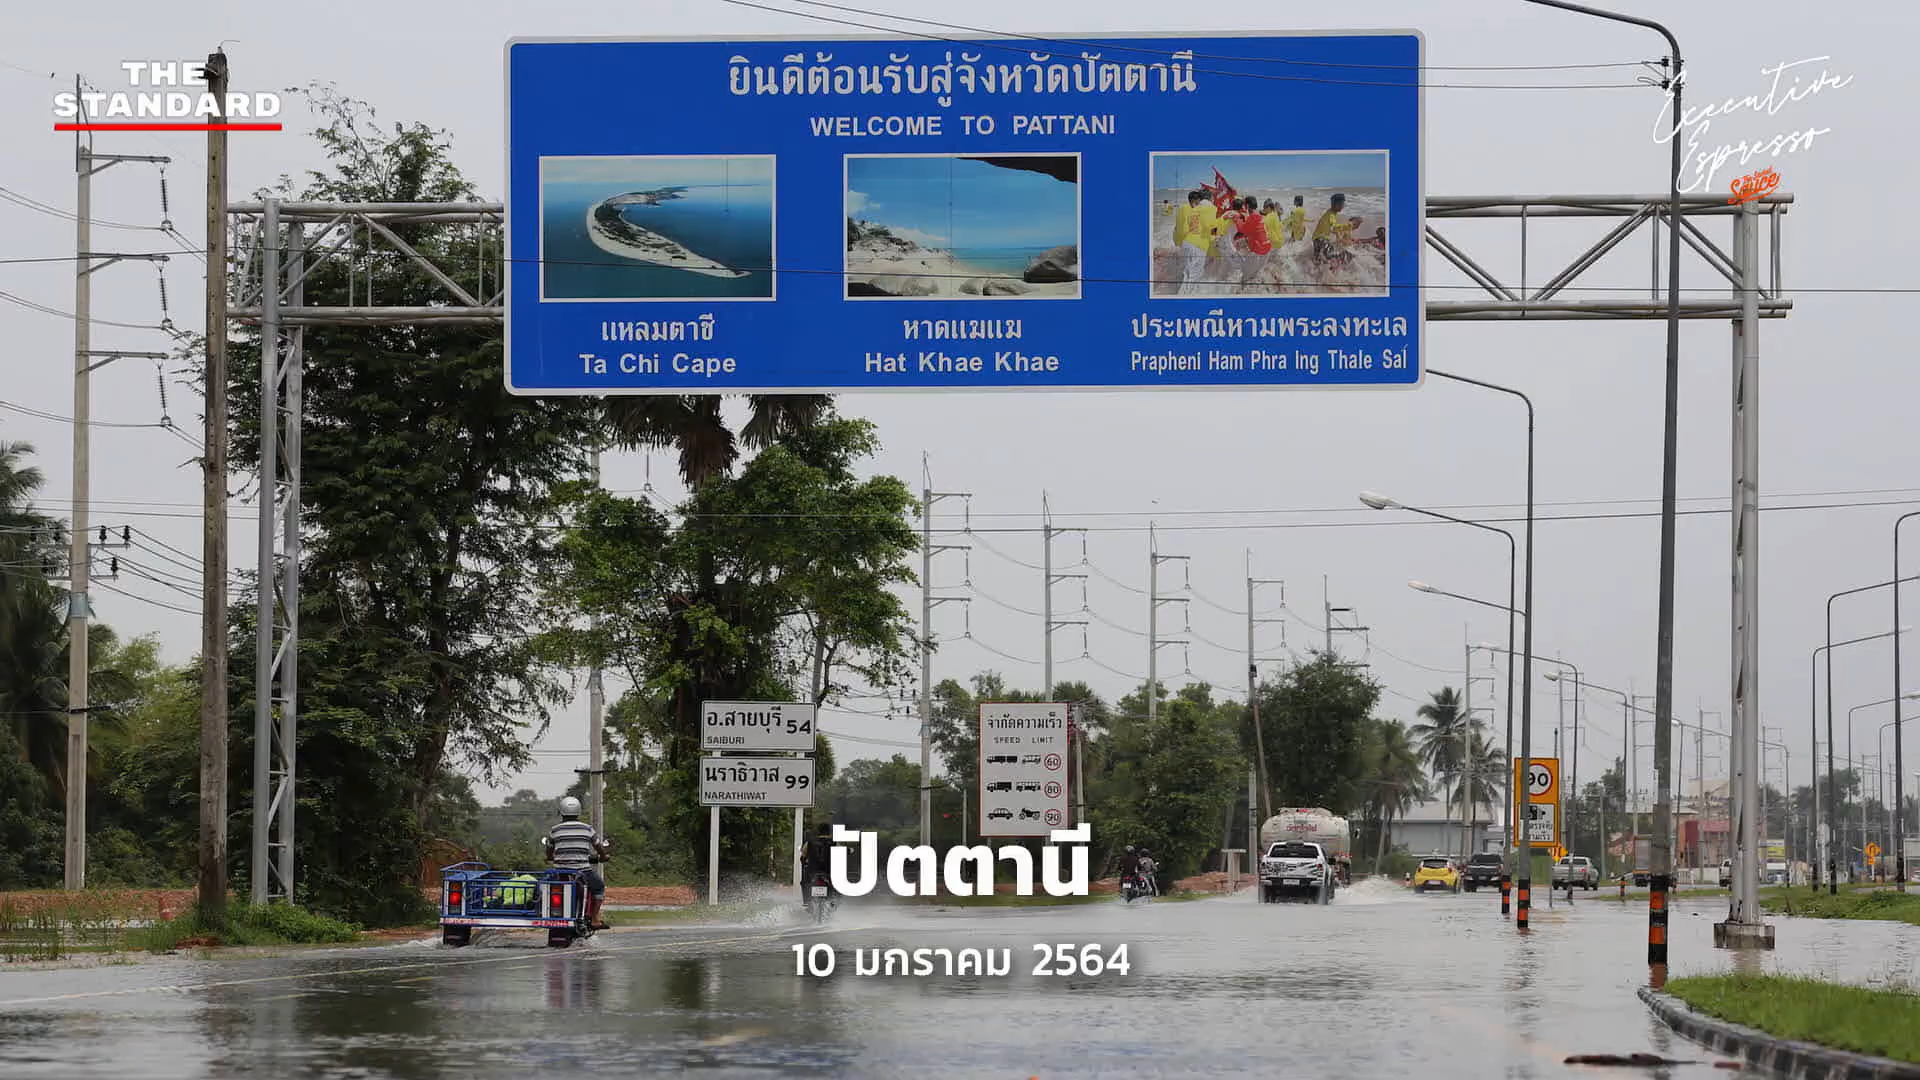 THE
STANDARD
Executive
Espresso
The Secret
Sauce
ยินดีต้อนรับสู่จังหวัดปัตตานี
WELCOME TO PATTANI
แหลมตาชี
Ta Chi Cape
หาดแฆแฆ
Hat Khae Khae
ประเพณีหามพระลงทะเล
Prapheni Ham Phra lng Thale Sai
อ.สายบุรี 54
SAIBURI
นราธิวาส 99
NARATHIWAT
จำกัดความเร็ว
SPEED LIMIT
60
80
90
90
ปัตตานี
10 มกราคม 2564